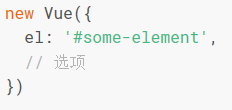 new Vue({
  el: '#some-element',
  // 选项
})